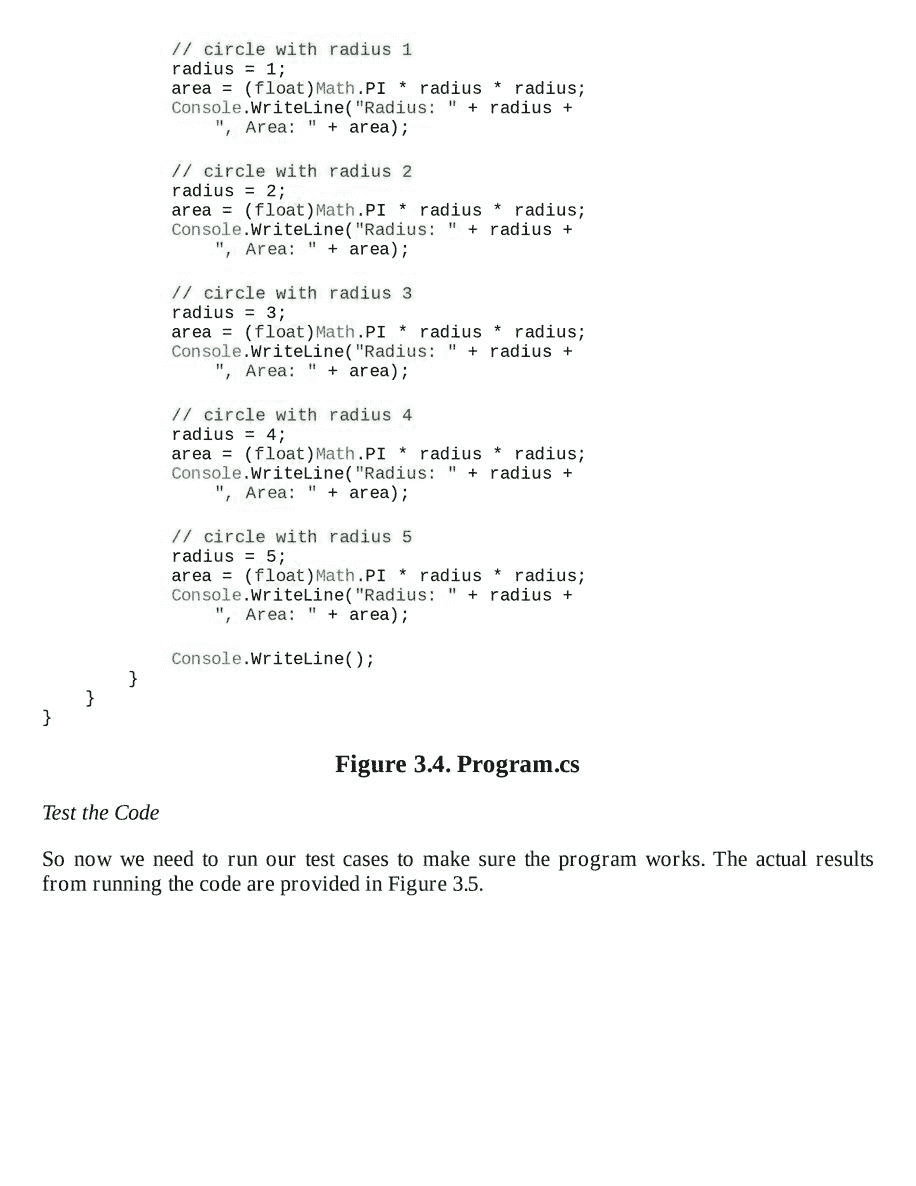 // circle with radius 1
radius = 1;
area = (float)Math.PI * radius * radius;
Console.WriteLine("Radius: " + radius +
    ", Area: " + area);

// circle with radius 2
radius = 2;
area = (float)Math.PI * radius * radius;
Console.WriteLine("Radius: " + radius +
    ", Area: " + area);

// circle with radius 3
radius = 3;
area = (float)Math.PI * radius * radius;
Console.WriteLine("Radius: " + radius +
    ", Area: " + area);

// circle with radius 4
radius = 4;
area = (float)Math.PI * radius * radius;
Console.WriteLine("Radius: " + radius +
    ", Area: " + area);

// circle with radius 5
radius = 5;
area = (float)Math.PI * radius * radius;
Console.WriteLine("Radius: " + radius +
    ", Area: " + area);

Console.WriteLine();
}
}
}
Figure 3.4. Program.cs
Test the Code
So now we need to run our test cases to make sure the program works. The actual results
from running the code are provided in Figure 3.5.